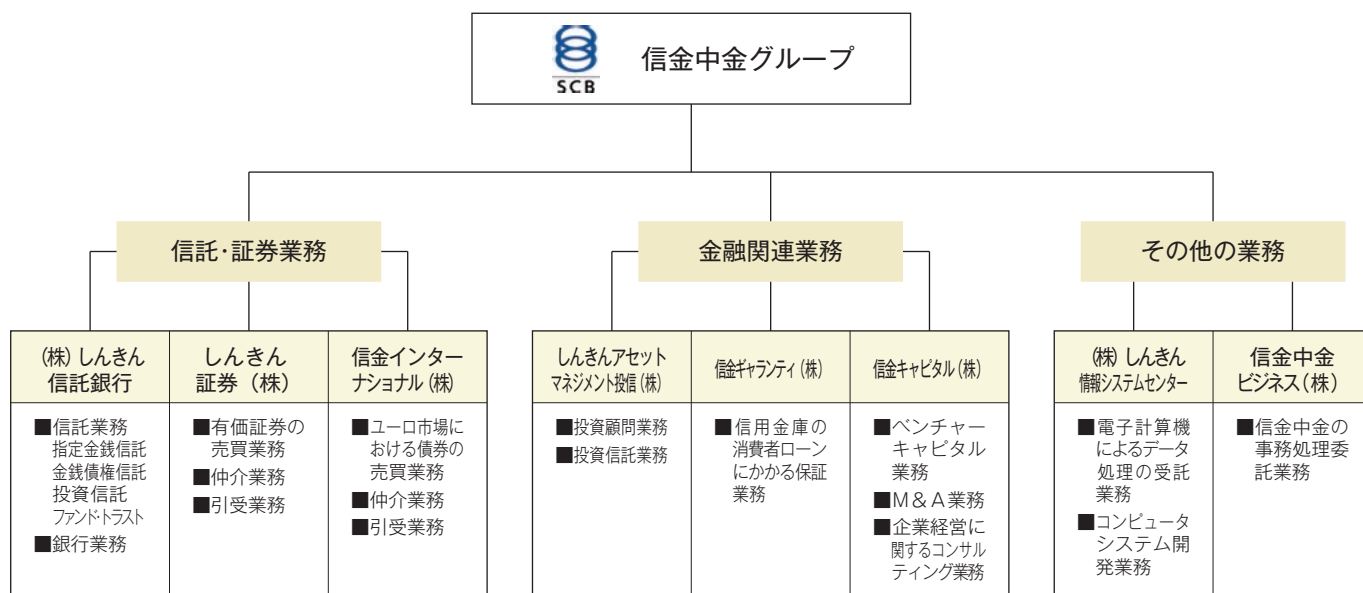 SCB
信金中金グループ
信託・証券業務
金融関連業務
その他の業務
(株)しんきん
信託銀行
■信託業務
指定金銭信託
金銭債権信託
投資信託
ファンド・トラスト
■銀行業務
しんきん
証券(株)
■有価証券の
売買業務
■仲介業務
■引受業務
信金インター
ナショナル(株)
■ユーロ市場に
おける債券の
売買業務
■仲介業務
■引受業務
しんきんアセット
マネジメント投信(株)
■投資顧問業務
■投資信託業務
信金ギャランティ(株)
■信用金庫の
消費者ローン
にかかる保証
業務
信金キャピタル(株)
■ベンチャー
キャピタル
業務
■M&A業務
■企業経営に
関するコンサル
ティング業務
(株)しんきん
情報システムセンター
■電子計算機
によるデータ
処理の受託
業務
■コンピュータ
システム開
発業務
信金中金
ビジネス(株)
■信金中金の
事務処理委
託業務